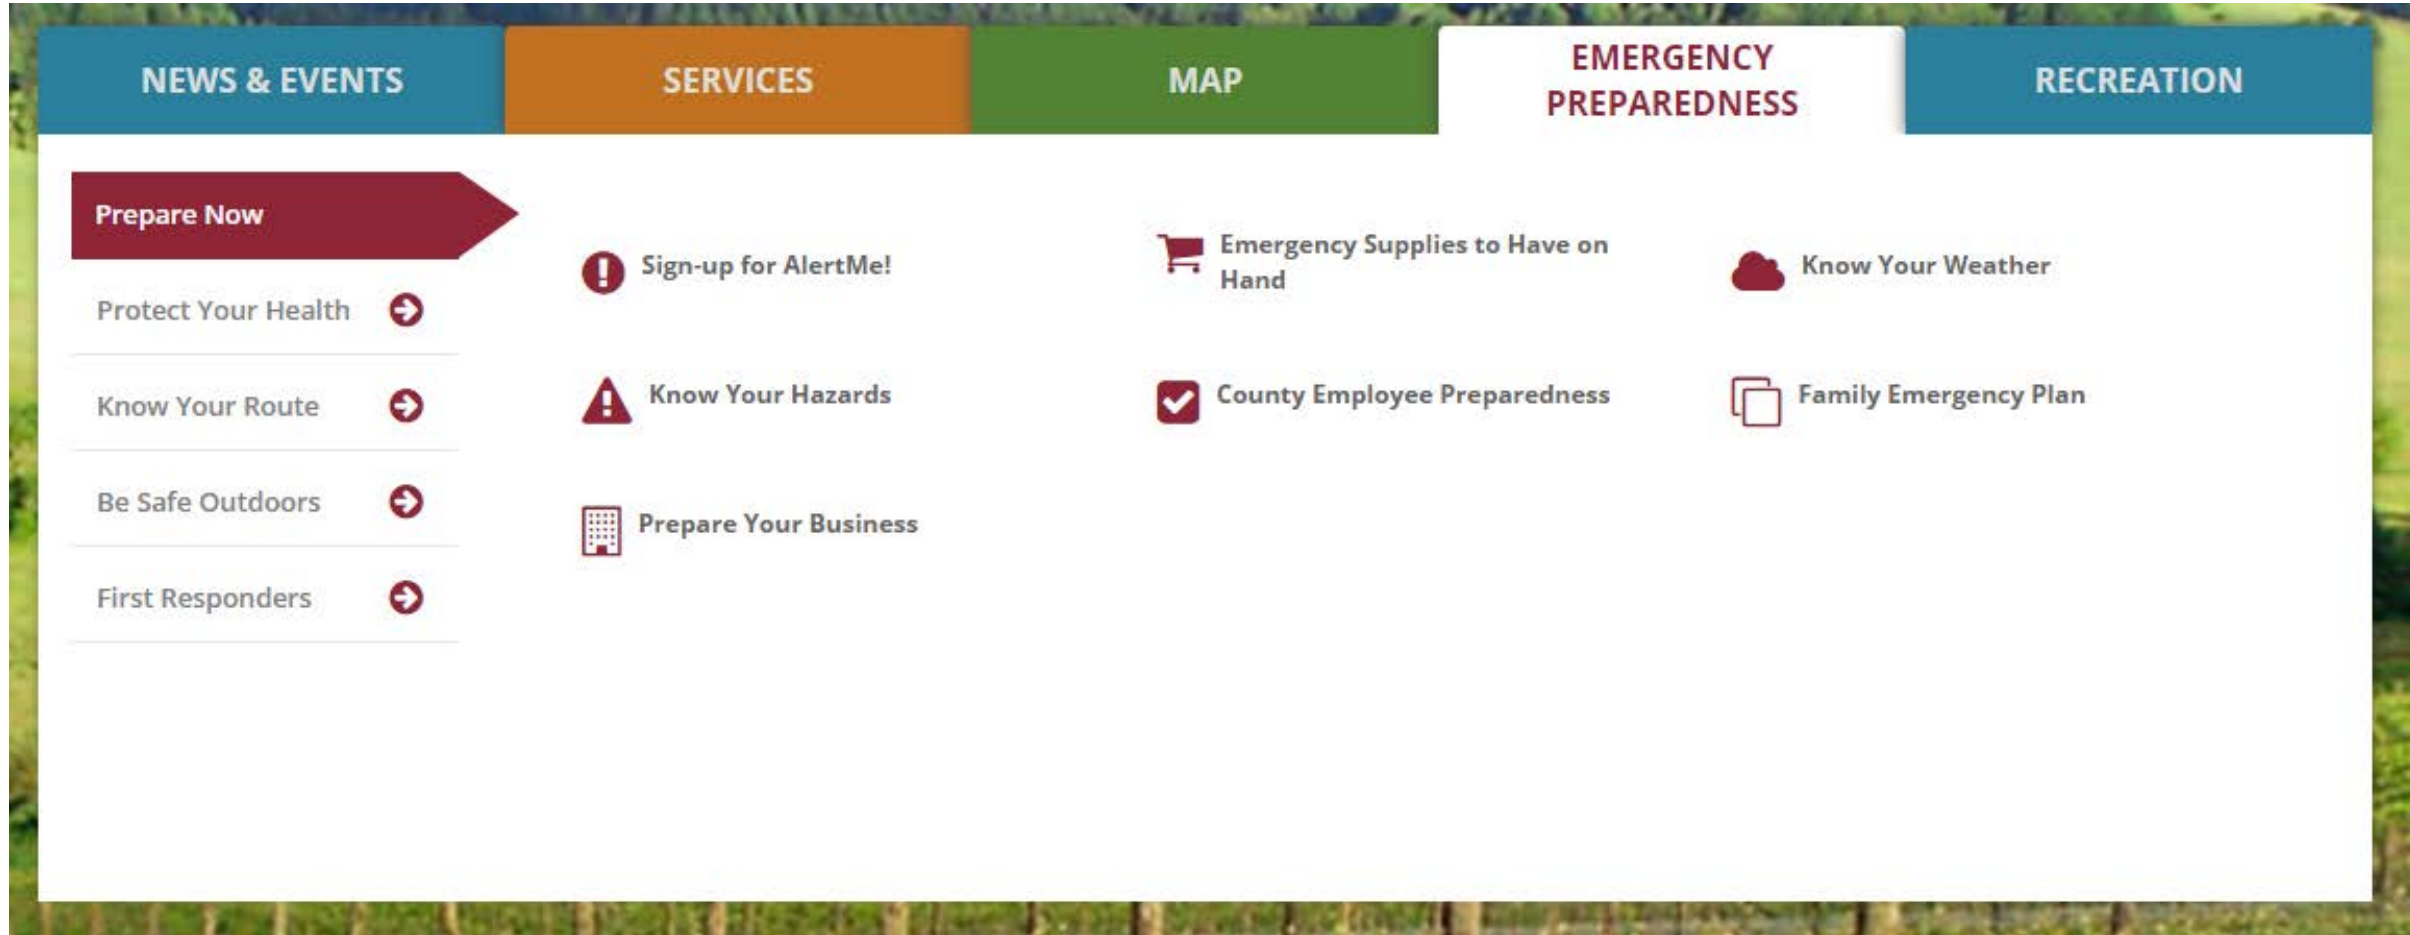 NEWS & EVENTS
SERVICES
MAP
EMERGENCY
PREPAREDNESS
RECREATION
Prepare Now
Protect Your Health
Know Your Route
Be Safe Outdoors
First Responders
Sign-up for AlertMe!
Emergency Supplies to Have on
Hand
Know Your Weather
Know Your Hazards
County Employee Preparedness
Family Emergency Plan
Prepare Your Business